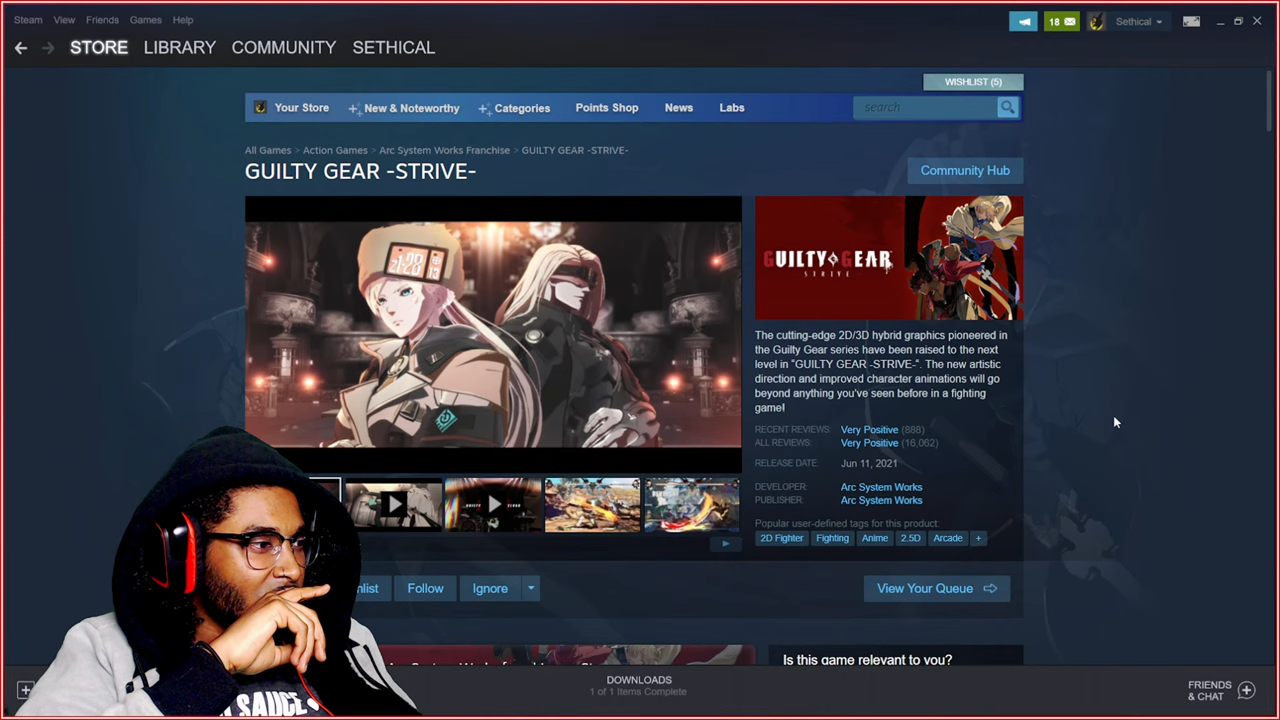 Steam View Friends Games Help
18
Sethical
STORE LIBRARY COMMUNITY SETHICAL
WISHLIST (5)
Your Store New & Noteworthy Categories Points Shop News Labs
search
All Games > Action Games > Arc System Works Franchise > GUILTY GEAR -STRIVE-
GUILTY GEAR -STRIVE-
Community Hub
21:28
13
GUILTY GEAR
STRIVE
The cutting-edge 2D/3D hybrid graphics pioneered in
the Guilty Gear series have been raised to the next
level in “GUILTY GEAR -STRIVE-“. The new artistic
direction and improved character animations will go
beyond anything you’ve seen before in a fighting
game!
RECENT REVIEWS: Very Positive (888)
ALL REVIEWS: Very Positive (16,062)
RELEASE DATE: Jun 11, 2021
DEVELOPER: Arc System Works
PUBLISHER: Arc System Works
Popular user-defined tags for this product:
2D Fighter Fighting Anime 2.5D Arcade +
Follow Ignore
View Your Queue
Is this game relevant to you?
DOWNLOADS
1 of 1 Items Complete
FRIENDS
& CHAT
SAUCE